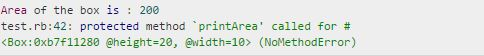 Area of the box is : 200
test.rb:42: protected method `printArea' called for #
<Box:0xb7f11280 @height=20, @width=10> (NoMethodError)